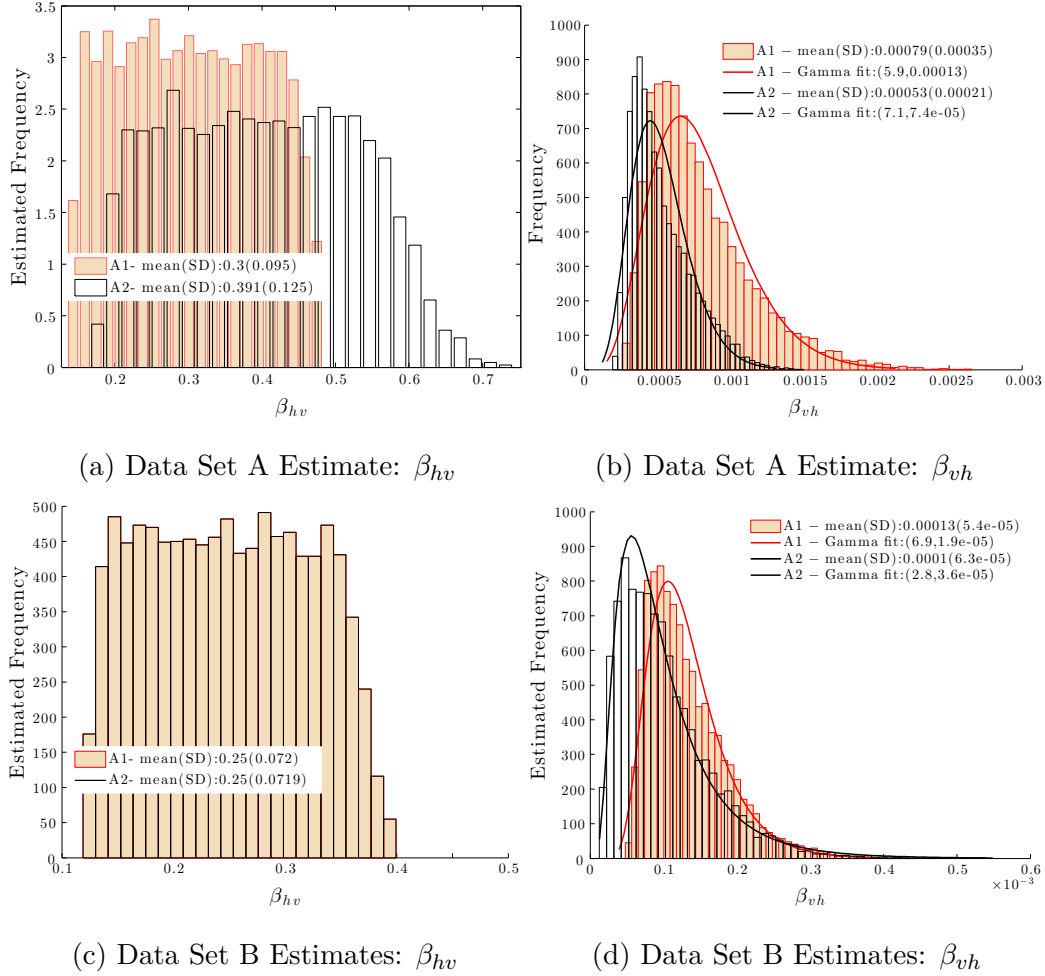 Estimated Frequency
3.5
3
2.5
2
1.5
1
0.5
0
A1- mean(SD):0.3(0.095)
A2- mean(SD):0.391(0.125)
0.2 0.3 0.4 0.5 0.6 0.7
β_hv
(a) Data Set A Estimate: β_hv
Frequency
1000
900
800
700
600
500
400
300
200
100
0
A1 − mean(SD):0.00079(0.00035)
A1 − Gamma fit:(5.9,0.00013)
A2 − mean(SD):0.00053(0.00021)
A2 − Gamma fit:(7.1,7.4e-05)
0 0.0005 0.001 0.0015 0.002 0.0025 0.003
β_vh
(b) Data Set A Estimate: β_vh
Estimated Frequency
500
450
400
350
300
250
200
150
100
50
0
A1- mean(SD):0.25(0.072)
A2- mean(SD):0.25(0.0719)
0.1 0.2 0.3 0.4 0.5
β_hv
(c) Data Set B Estimates: β_hv
Estimated Frequency
1000
900
800
700
600
500
400
300
200
100
0
A1 − mean(SD):0.00013(5.4e-05)
A1 − Gamma fit:(6.9,1.9e-05)
A2 − mean(SD):0.0001(6.3e-05)
A2 − Gamma fit:(2.8,3.6e-05)
0 0.1 0.2 0.3 0.4 0.5 0.6
×10⁻³
β_vh
(d) Data Set B Estimates: β_vh